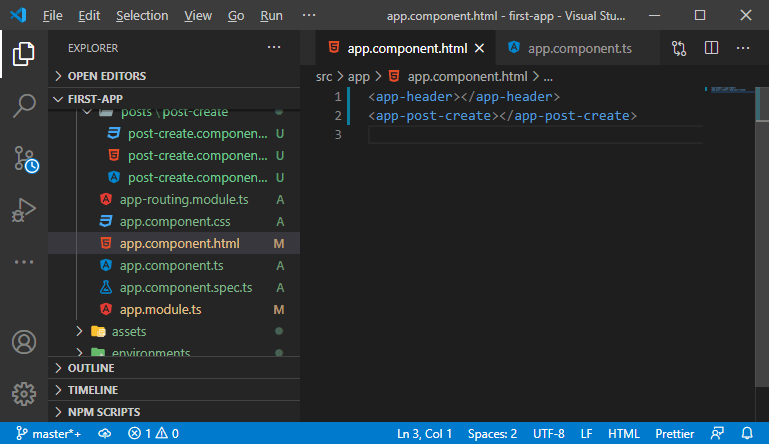 File Edit Selection View Go Run ··· app.component.html - first-app - Visual Stu...
EXPLORER ···
OPEN EDITORS
FIRST-APP
posts \ post-create
post-create.componen... U
post-create.componen... U
post-create.componen... U
app-routing.module.ts A
app.component.css A
app.component.html M
app.component.ts A
app.component.spec.ts A
app.module.ts M
assets
environments
OUTLINE
TIMELINE
NPM SCRIPTS
app.component.html app.component.ts ···
src > app > app.component.html > ...
1 <app-header></app-header>
2 <app-post-create></app-post-create>
3
master*+ 1 0 Ln 3, Col 1 Spaces: 2 UTF-8 LF HTML Prettier